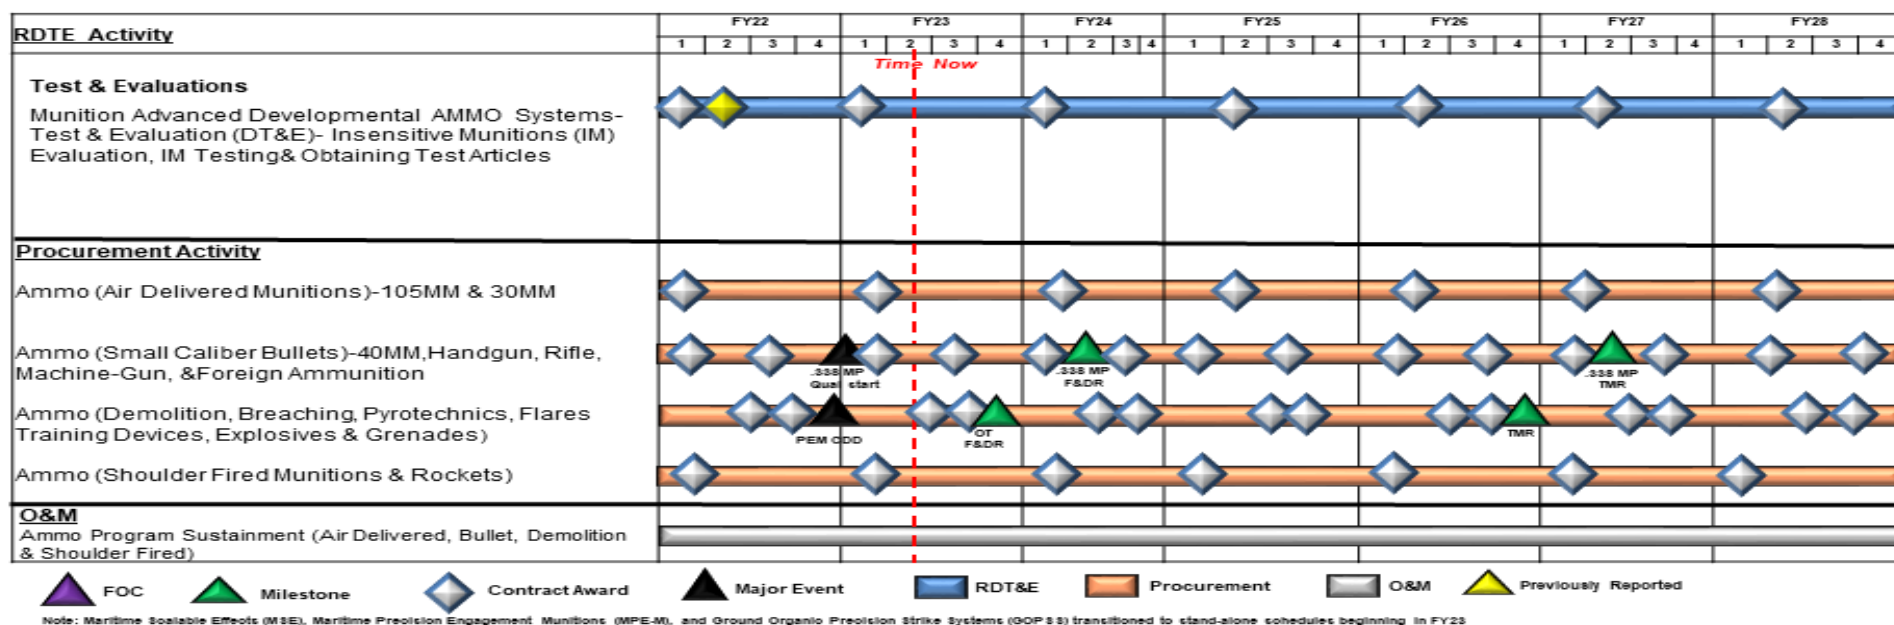 RDTE Activity
FY22 FY23 FY24 FY25 FY26 FY27 FY28
1 2 3 4 1 2 3 4 1 2 3 4 1 2 3 4 1 2 3 4 1 2 3 4 1 2 3 4
Time Now
Test & Evaluations
Munition Advanced Developmental AMMO Systems-
Test & Evaluation (DT&E)- Insensitive Munitions (IM)
Evaluation, IM Testing& Obtaining Test Articles
Procurement Activity
Ammo (Air Delivered Munitions)-105MM & 30MM
Ammo (Small Caliber Bullets)-40MM,Handgun, Rifle,
Machine-Gun, &Foreign Ammunition
.338 MP
Qual start
.338 MP
F&DR
.338 MP
TMR
Ammo (Demolition, Breaching, Pyrotechnics, Flares
Training Devices, Explosives & Grenades)
PEM CDD
OT
F&DR
TMR
Ammo (Shoulder Fired Munitions & Rockets)
O&M
Ammo Program Sustainment (Air Delivered, Bullet, Demolition
& Shoulder Fired)
FOC Milestone Contract Award Major Event RDT&E Procurement O&M Previously Reported
Note: Maritime Scalable Effects (MSE), Maritime Precision Engagement Munitions (MPE-M), and Ground Organic Precision Strike Systems (GOPSS) transitioned to stand-alone schedules beginning in FY23